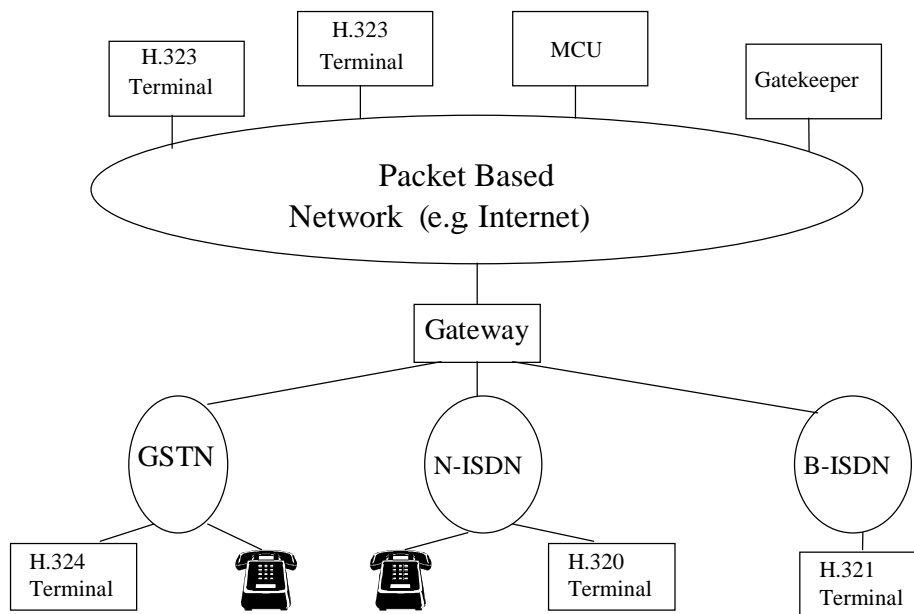 H.323
Terminal
H.323
Terminal
MCU
Gatekeeper
Packet Based
Network (e.g. Internet)
Gateway
GSTN
N-ISDN
B-ISDN
H.324
Terminal
H.320
Terminal
H.321
Terminal